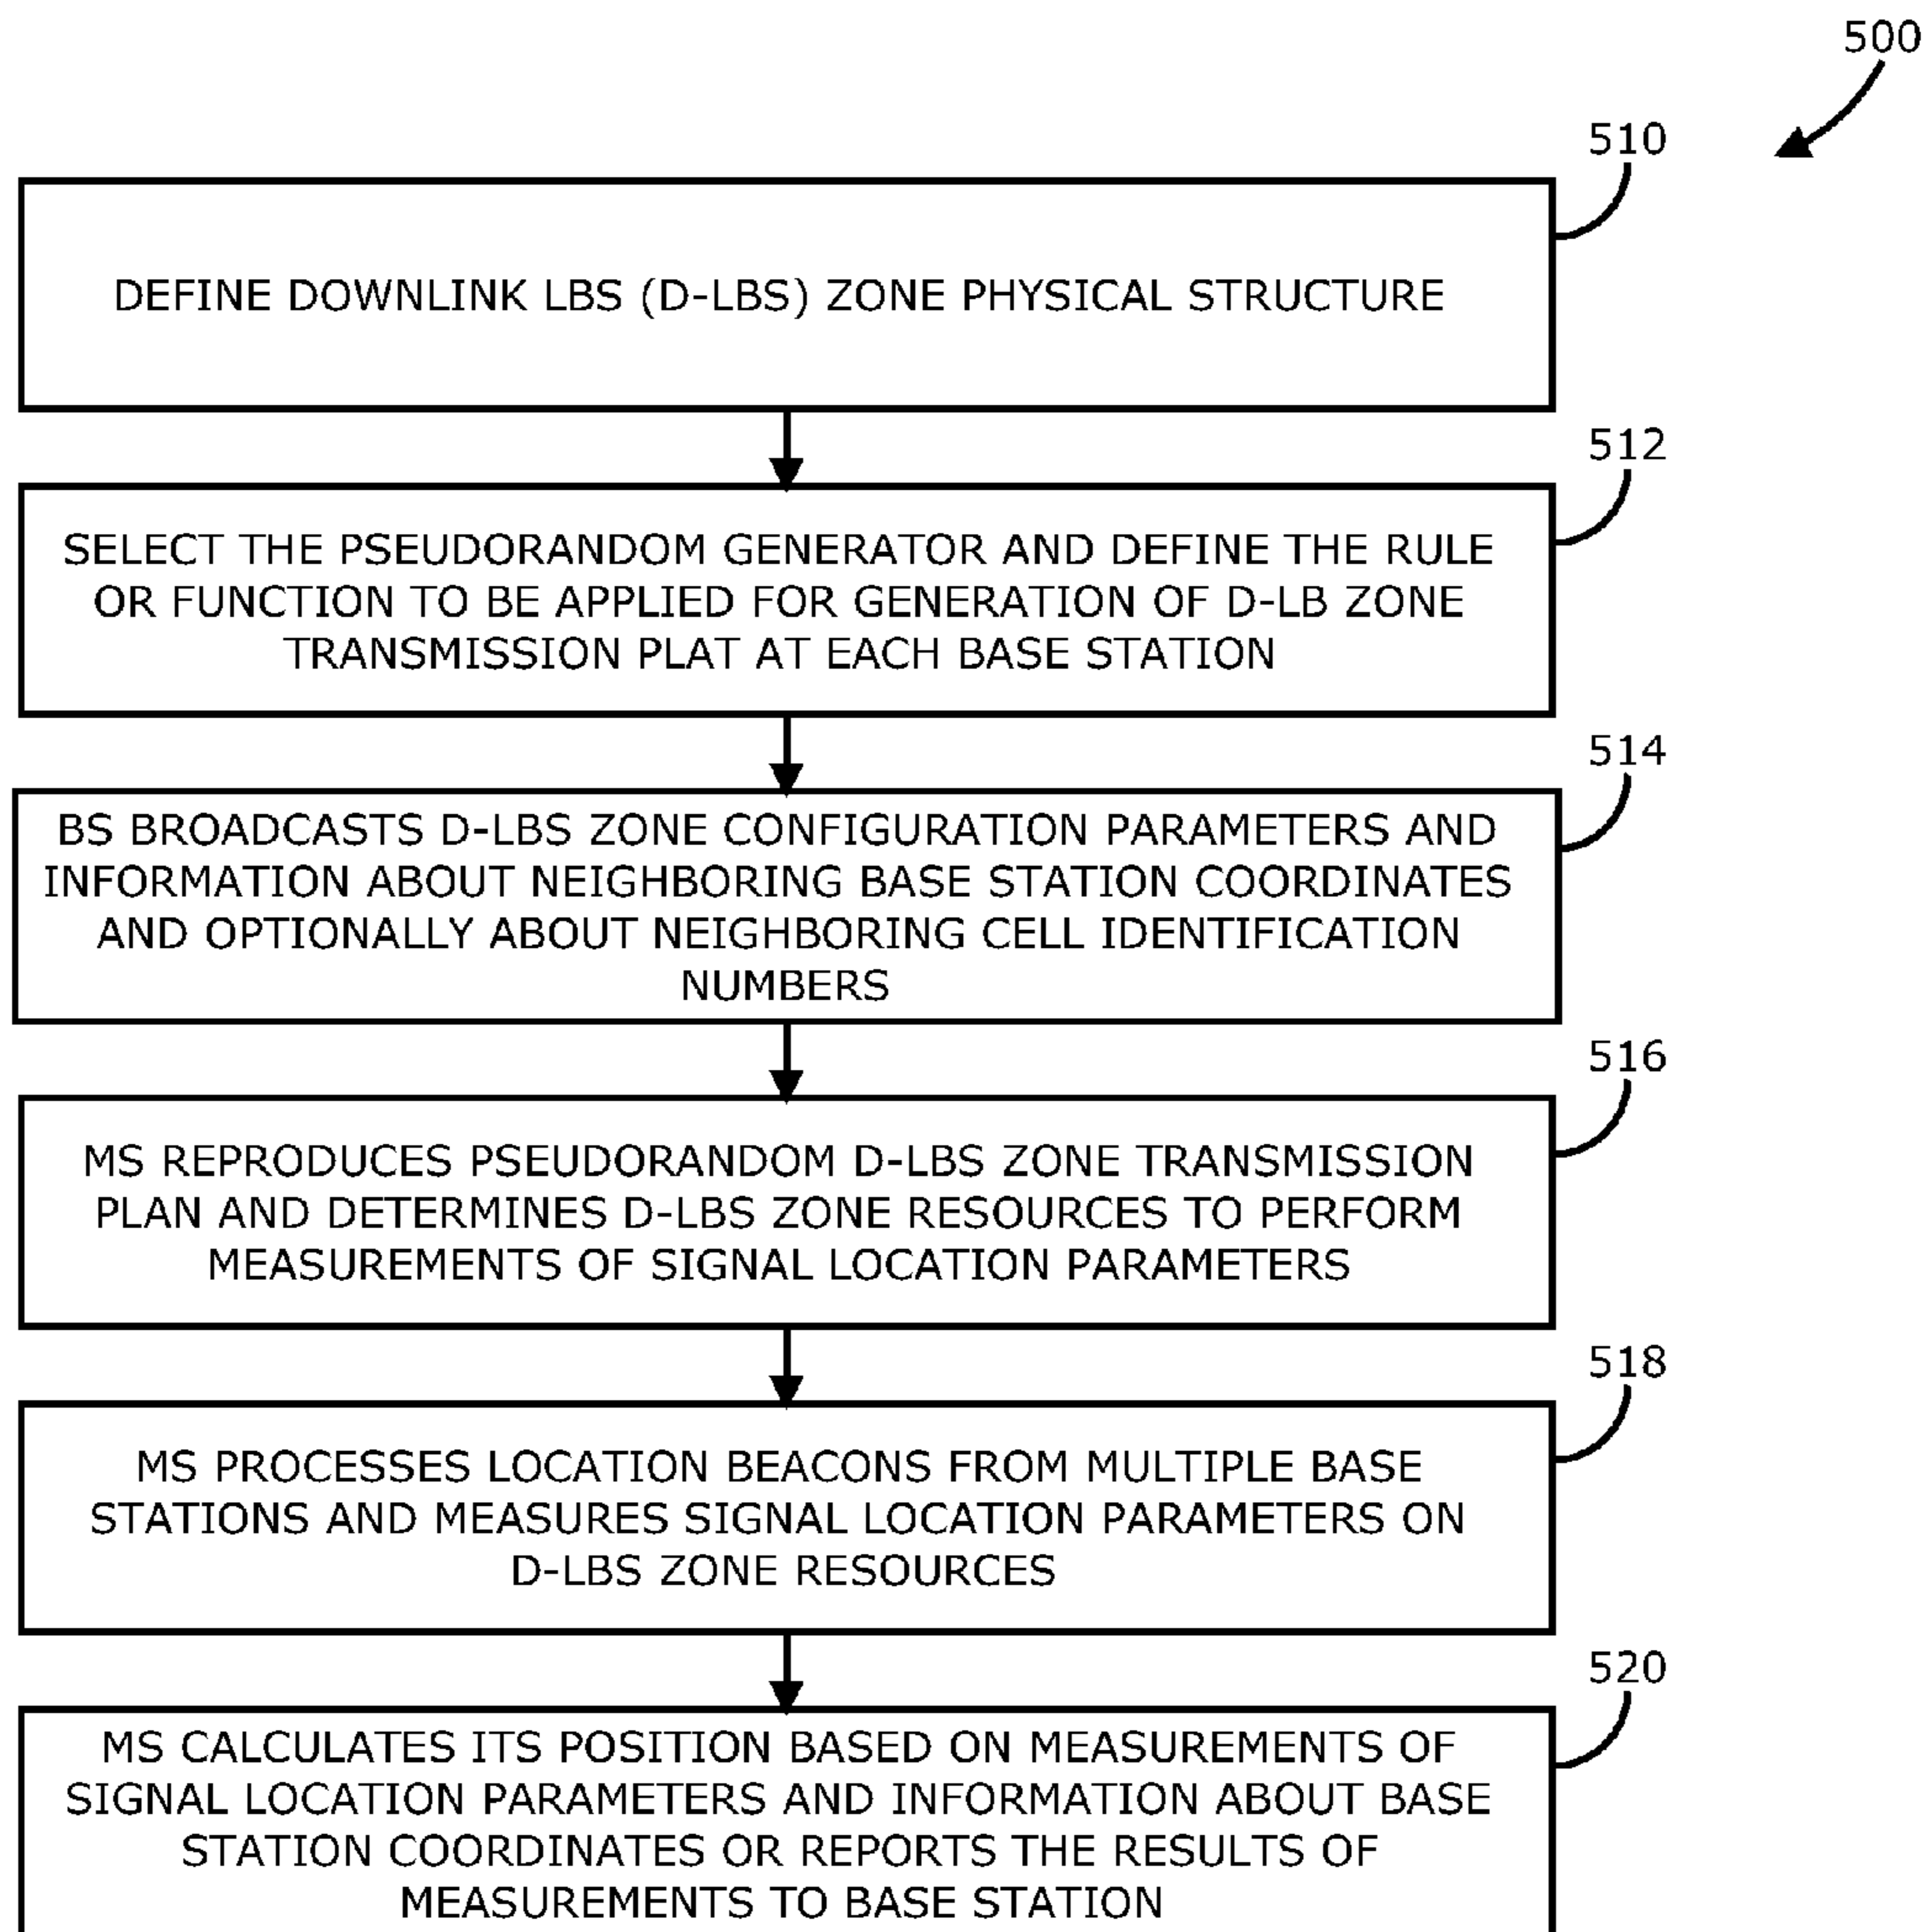 500
510
DEFINE DOWNLINK LBS (D-LBS) ZONE PHYSICAL STRUCTURE
512
SELECT THE PSEUDORANDOM GENERATOR AND DEFINE THE RULE
OR FUNCTION TO BE APPLIED FOR GENERATION OF D-LB ZONE
TRANSMISSION PLAT AT EACH BASE STATION
514
BS BROADCASTS D-LBS ZONE CONFIGURATION PARAMETERS AND
INFORMATION ABOUT NEIGHBORING BASE STATION COORDINATES
AND OPTIONALLY ABOUT NEIGHBORING CELL IDENTIFICATION
NUMBERS
516
MS REPRODUCES PSEUDORANDOM D-LBS ZONE TRANSMISSION
PLAN AND DETERMINES D-LBS ZONE RESOURCES TO PERFORM
MEASUREMENTS OF SIGNAL LOCATION PARAMETERS
518
MS PROCESSES LOCATION BEACONS FROM MULTIPLE BASE
STATIONS AND MEASURES SIGNAL LOCATION PARAMETERS ON
D-LBS ZONE RESOURCES
520
MS CALCULATES ITS POSITION BASED ON MEASUREMENTS OF
SIGNAL LOCATION PARAMETERS AND INFORMATION ABOUT BASE
STATION COORDINATES OR REPORTS THE RESULTS OF
MEASUREMENTS TO BASE STATION